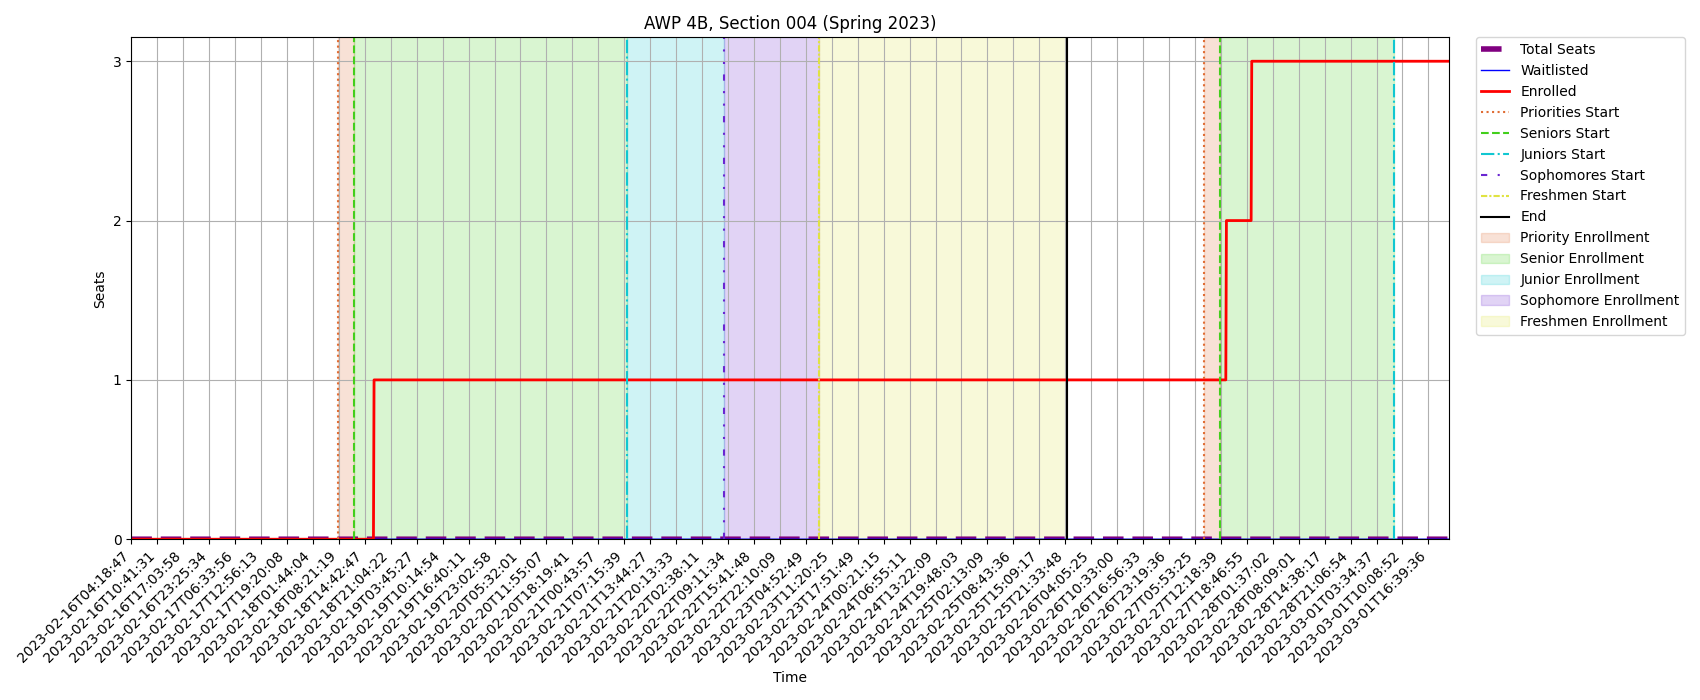 AWP 4B, Section 004 (Spring 2023)
Total Seats
Waitlisted
Enrolled
Priorities Start
Seniors Start
Juniors Start
Sophomores Start
Freshmen Start
End
Priority Enrollment
Senior Enrollment
Junior Enrollment
Sophomore Enrollment
Freshmen Enrollment
Seats
3
2
1
0
2023-02-16T04:18:47
2023-02-16T10:41:31
2023-02-16T17:03:58
2023-02-16T23:25:34
2023-02-17T06:33:56
2023-02-17T12:56:13
2023-02-17T19:20:08
2023-02-18T01:44:04
2023-02-18T08:21:19
2023-02-18T14:42:47
2023-02-18T21:04:22
2023-02-19T03:45:27
2023-02-19T10:14:54
2023-02-19T16:40:11
2023-02-19T23:02:58
2023-02-20T05:32:01
2023-02-20T11:55:07
2023-02-20T18:19:41
2023-02-21T00:43:57
2023-02-21T07:15:39
2023-02-21T13:44:27
2023-02-21T20:13:33
2023-02-22T02:38:11
2023-02-22T09:11:34
2023-02-22T15:41:48
2023-02-22T22:10:09
2023-02-23T04:52:49
2023-02-23T11:20:25
2023-02-23T17:51:49
2023-02-24T00:21:15
2023-02-24T06:55:11
2023-02-24T13:22:09
2023-02-24T19:48:03
2023-02-25T02:13:09
2023-02-25T08:43:36
2023-02-25T15:09:17
2023-02-25T21:33:48
2023-02-26T04:05:25
2023-02-26T10:33:00
2023-02-26T16:56:33
2023-02-26T23:19:36
2023-02-27T05:53:25
2023-02-27T12:18:39
2023-02-27T18:46:55
2023-02-28T01:37:02
2023-02-28T08:09:01
2023-02-28T14:38:17
2023-02-28T21:06:54
2023-03-01T03:34:37
2023-03-01T10:08:52
2023-03-01T16:39:36
Time